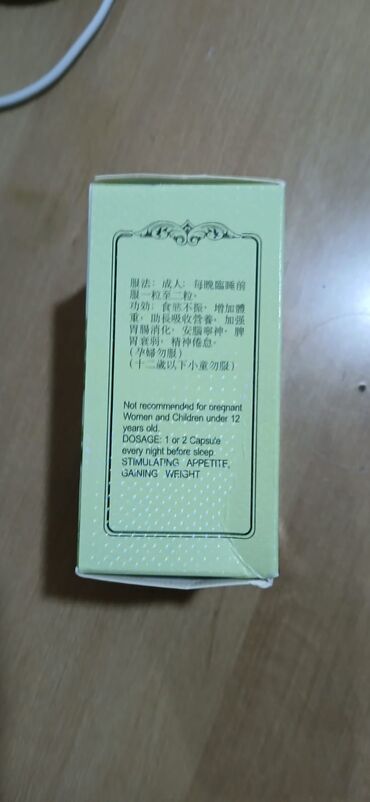 服法：成人：每晚臨睡前
服一粒至二粒。
功効：食慾不振，增加體
重，助長吸收营養，加强
胃腸消化，安腦寧神，脾
胃衰弱，精神倦怠。
（孕婦勿服）
（十二歲以下小童勿服）
Not recommended for pregnant
Women and Children under 12
years old.
DOSAGE: 1 or 2 Capsule
every night before sleep
STIMULATING APPETITE,
GAINING WEIGHT